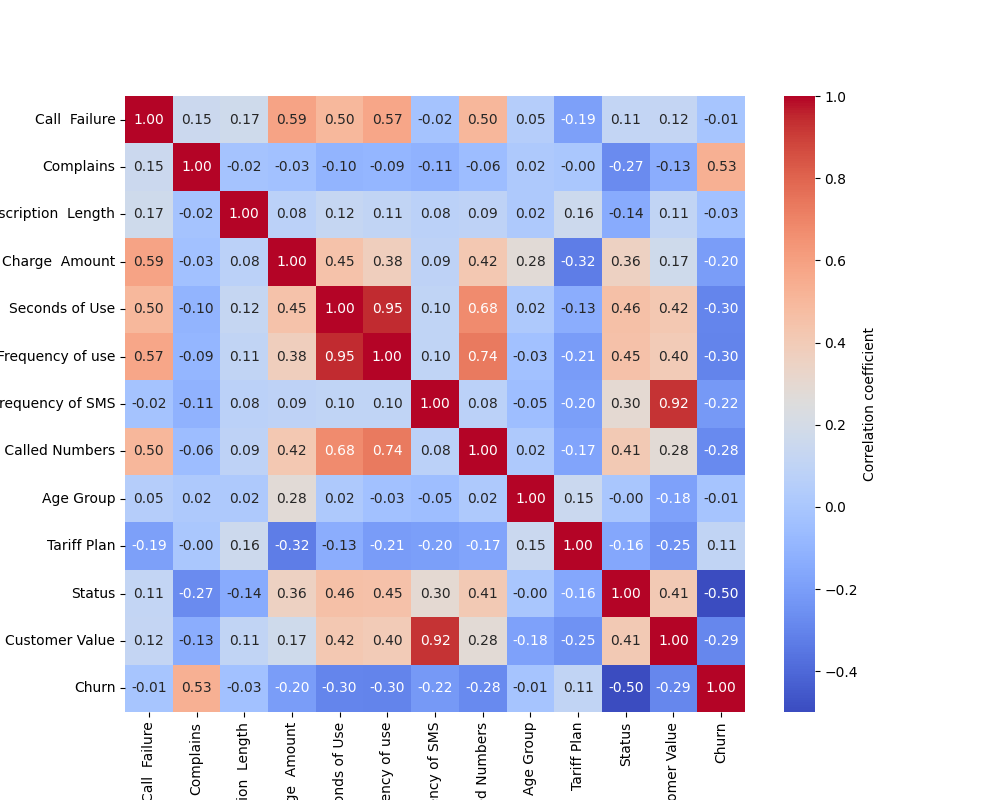 Call  Failure 1.00 0.15 0.17 0.59 0.50 0.57 -0.02 0.50 0.05 -0.19 0.11 0.12 -0.01
Complains 0.15 1.00 -0.02 -0.03 -0.10 -0.09 -0.11 -0.06 0.02 -0.00 -0.27 -0.13 0.53
scription  Length 0.17 -0.02 1.00 0.08 0.12 0.11 0.08 0.09 0.02 0.16 -0.14 0.11 -0.03
Charge  Amount 0.59 -0.03 0.08 1.00 0.45 0.38 0.09 0.42 0.28 -0.32 0.36 0.17 -0.20
Seconds of Use 0.50 -0.10 0.12 0.45 1.00 0.95 0.10 0.68 0.02 -0.13 0.46 0.42 -0.30
Frequency of use 0.57 -0.09 0.11 0.38 0.95 1.00 0.10 0.74 -0.03 -0.21 0.45 0.40 -0.30
requency of SMS -0.02 -0.11 0.08 0.09 0.10 0.10 1.00 0.08 -0.05 -0.20 0.30 0.92 -0.22
Called Numbers 0.50 -0.06 0.09 0.42 0.68 0.74 0.08 1.00 0.02 -0.17 0.41 0.28 -0.28
Age Group 0.05 0.02 0.02 0.28 0.02 -0.03 -0.05 0.02 1.00 0.15 -0.00 -0.18 -0.01
Tariff Plan -0.19 -0.00 0.16 -0.32 -0.13 -0.21 -0.20 -0.17 0.15 1.00 -0.16 -0.25 0.11
Status 0.11 -0.27 -0.14 0.36 0.46 0.45 0.30 0.41 -0.00 -0.16 1.00 0.41 -0.50
Customer Value 0.12 -0.13 0.11 0.17 0.42 0.40 0.92 0.28 -0.18 -0.25 0.41 1.00 -0.29
Churn -0.01 0.53 -0.03 -0.20 -0.30 -0.30 -0.22 -0.28 -0.01 0.11 -0.50 -0.29 1.00
Call  Failure
Complains
ion  Length
ge  Amount
onds of Use
ency of use
ency of SMS
d Numbers
Age Group
Tariff Plan
Status
omer Value
Churn
1.0
0.8
0.6
0.4
0.2
0.0
−0.2
−0.4
Correlation coefficient